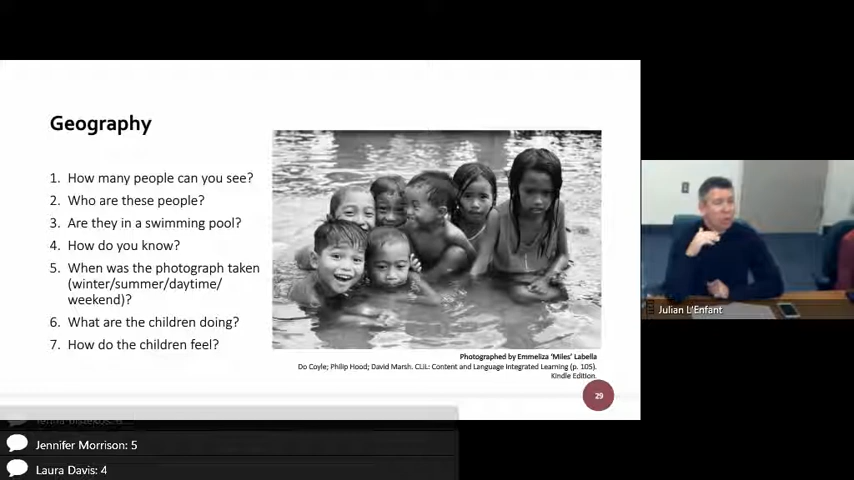 Geography
1. How many people can you see?
2. Who are these people?
3. Are they in a swimming pool?
4. How do you know?
5. When was the photograph taken
(winter/summer/daytime/
weekend)?
6. What are the children doing?
7. How do the children feel?
Photographed by Emmeliza 'Miles' Labella
Do Coyle; Philip Hood; David Marsh. CLIL: Content and Language Integrated Learning (p. 105).
Kindle Edition.
29
Julian L'Enfant
Jennifer Morrison: 5
Laura Davis: 4